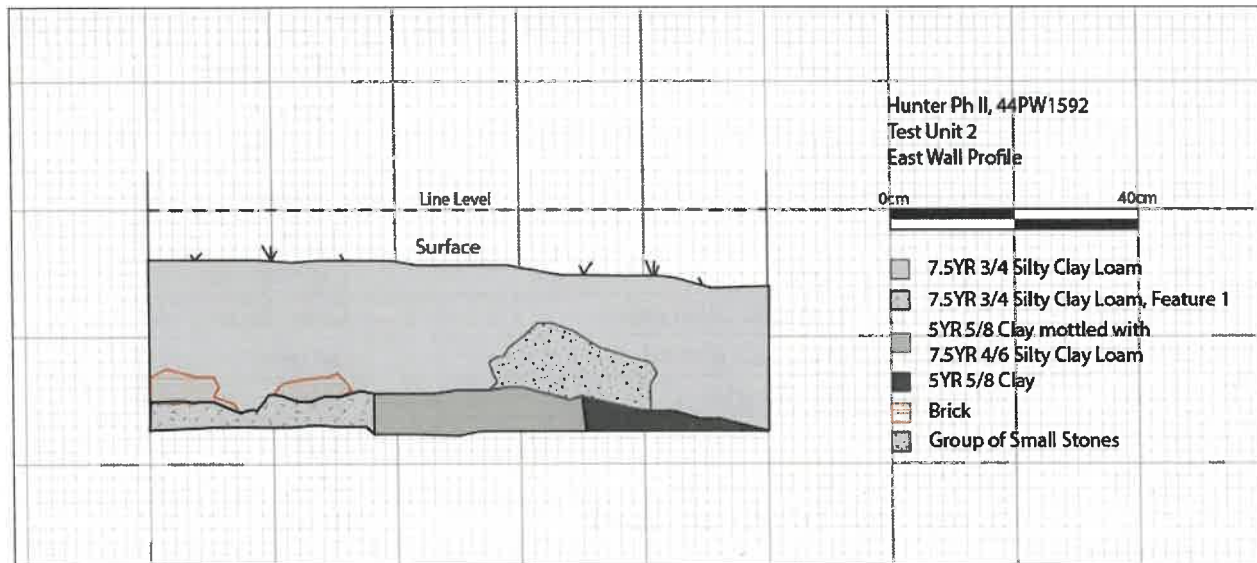 Hunter Ph II, 44PW1592
Test Unit 2
East Wall Profile
0cm 40cm
Line Level
Surface
7.5YR 3/4 Silty Clay Loam
7.5YR 3/4 Silty Clay Loam, Feature 1
5YR 5/8 Clay mottled with
7.5YR 4/6 Silty Clay Loam
5YR 5/8 Clay
Brick
Group of Small Stones